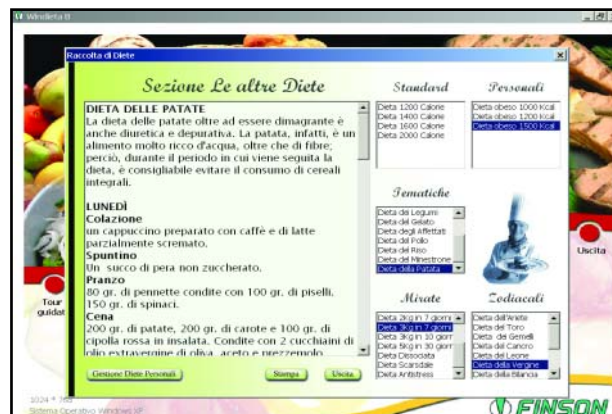 Windieta 8
Raccolta di Diete
Sezione Le altre Diete
DIETA DELLE PATATE
La dieta delle patate oltre ad essere dimagrante è
anche diuretica e depurativa. La patata, infatti, è un
alimento molto ricco d'acqua, oltre che di fibre;
perciò, durante il periodo in cui viene seguita la
dieta, è consigliabile evitare il consumo di cereali
integrali.
LUNEDÌ
Colazione
un cappuccino preparato con caffè e di latte
parzialmente scremato.
Spuntino
Un succo di pera non zuccherato.
Pranzo
80 gr. di pennette condite con 100 gr. di piselli.
150 gr. di spinaci.
Cena
200 gr. di patate, 200 gr. di carote e 100 gr. di
cipolla rossa in insalata. Condite con 2 cucchiaini di
olio extravergine di oliva, aceto e prezzemolo
Gestione Diete Personali
Stampa
Uscita
Standard
Dieta 1200 Calorie
Dieta 1400 Calorie
Dieta 1600 Calorie
Dieta 2000 Calorie
Personali
Dieta obeso 1000 Kcal
Dieta obeso 1200 Kcal
Dieta obeso 1500 Kcal
Tematiche
Dieta dei Legumi
Dieta del Gelato
Dieta degli Affettati
Dieta del Pollo
Dieta del Riso
Dieta del Minestrone
Dieta della Patata
Mirate
Dieta 2Kg in 7 giorni
Dieta 3Kg in 7 giorni
Dieta 3Kg in 10 giorr
Dieta 5Kg in 30 giorr
Dieta Dissociata
Dieta Scarsdale
Dieta Antistress
Zodiacali
Dieta dell'Ariete
Dieta del Toro
Dieta dei Gemelli
Dieta del Cancro
Dieta del Leone
Dieta della Vergine
Dieta della Bilancia
Tour
guidat
Uscita
1024 * 768
Sistema Operativo Windows XP
FINSON